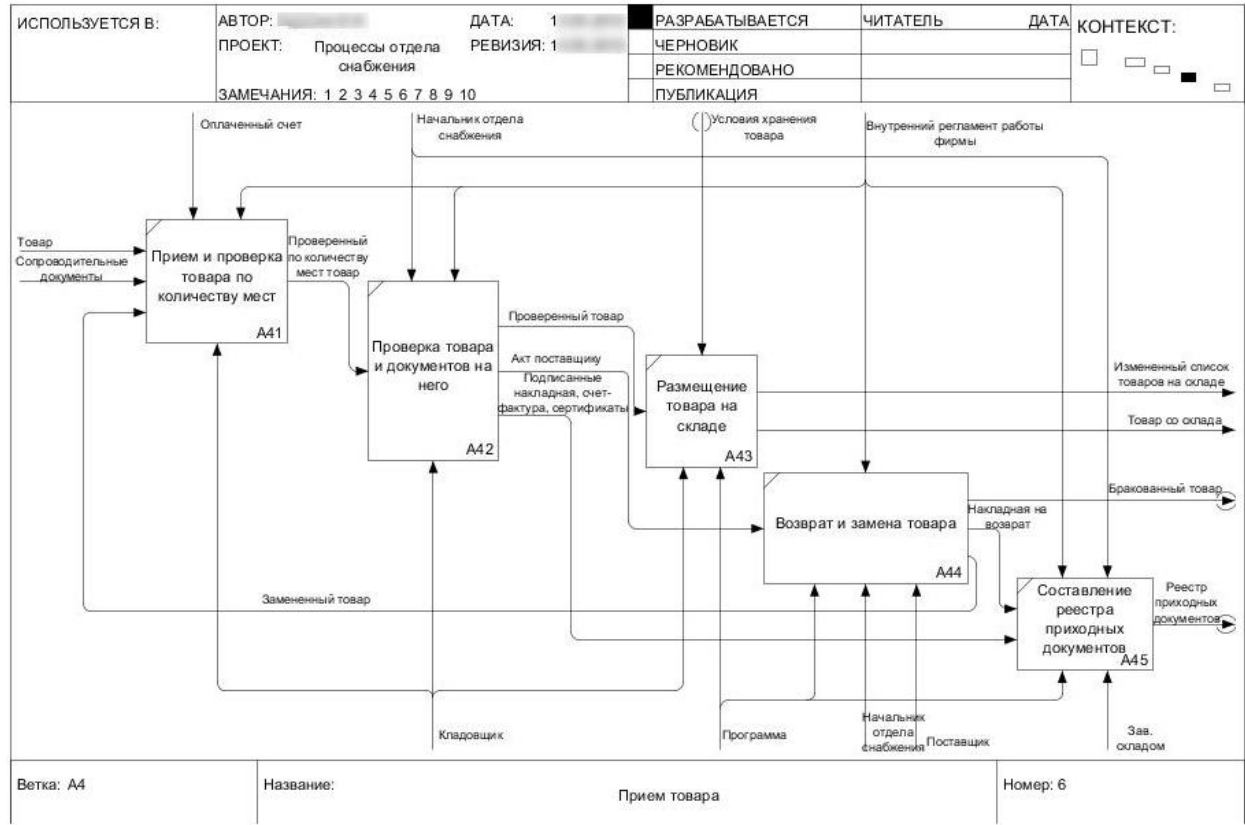 ИСПОЛЬЗУЕТСЯ В:
АВТОР:
ДАТА: 1
ПРОЕКТ: Процессы отдела
снабжения
РЕВИЗИЯ: 1
ЗАМЕЧАНИЯ: 1 2 3 4 5 6 7 8 9 10
РАЗРАБАТЫВАЕТСЯ
ЧЕРНОВИК
РЕКОМЕНДОВАНО
ПУБЛИКАЦИЯ
ЧИТАТЕЛЬ
ДАТА
КОНТЕКСТ:
Оплаченный счет
Начальник отдела
снабжения
Условия хранения
товара
Внутренний регламент работы
фирмы
Товар
Сопроводительные
документы
Прием и проверка
товара по
количеству мест
A41
Проверенный
по количеству
мест товар
Проверка товара
и документов на
него
A42
Проверенный товар
Акт поставщику
Подписанные
накладная, счет-
фактура, сертификаты
Размещение
товара на
складе
A43
Измененный список
товаров на складе
Товар со склада
Возврат и замена товара
A44
Бракованный товар
Накладная на
возврат
Замененный товар
Составление
реестра
приходных
документов
A45
Реестр
приходных
документов
Кладовщик
Программа
Начальник
отдела
снабжения
Поставщик
Зав.
складом
Ветка: A4
Название:
Прием товара
Номер: 6